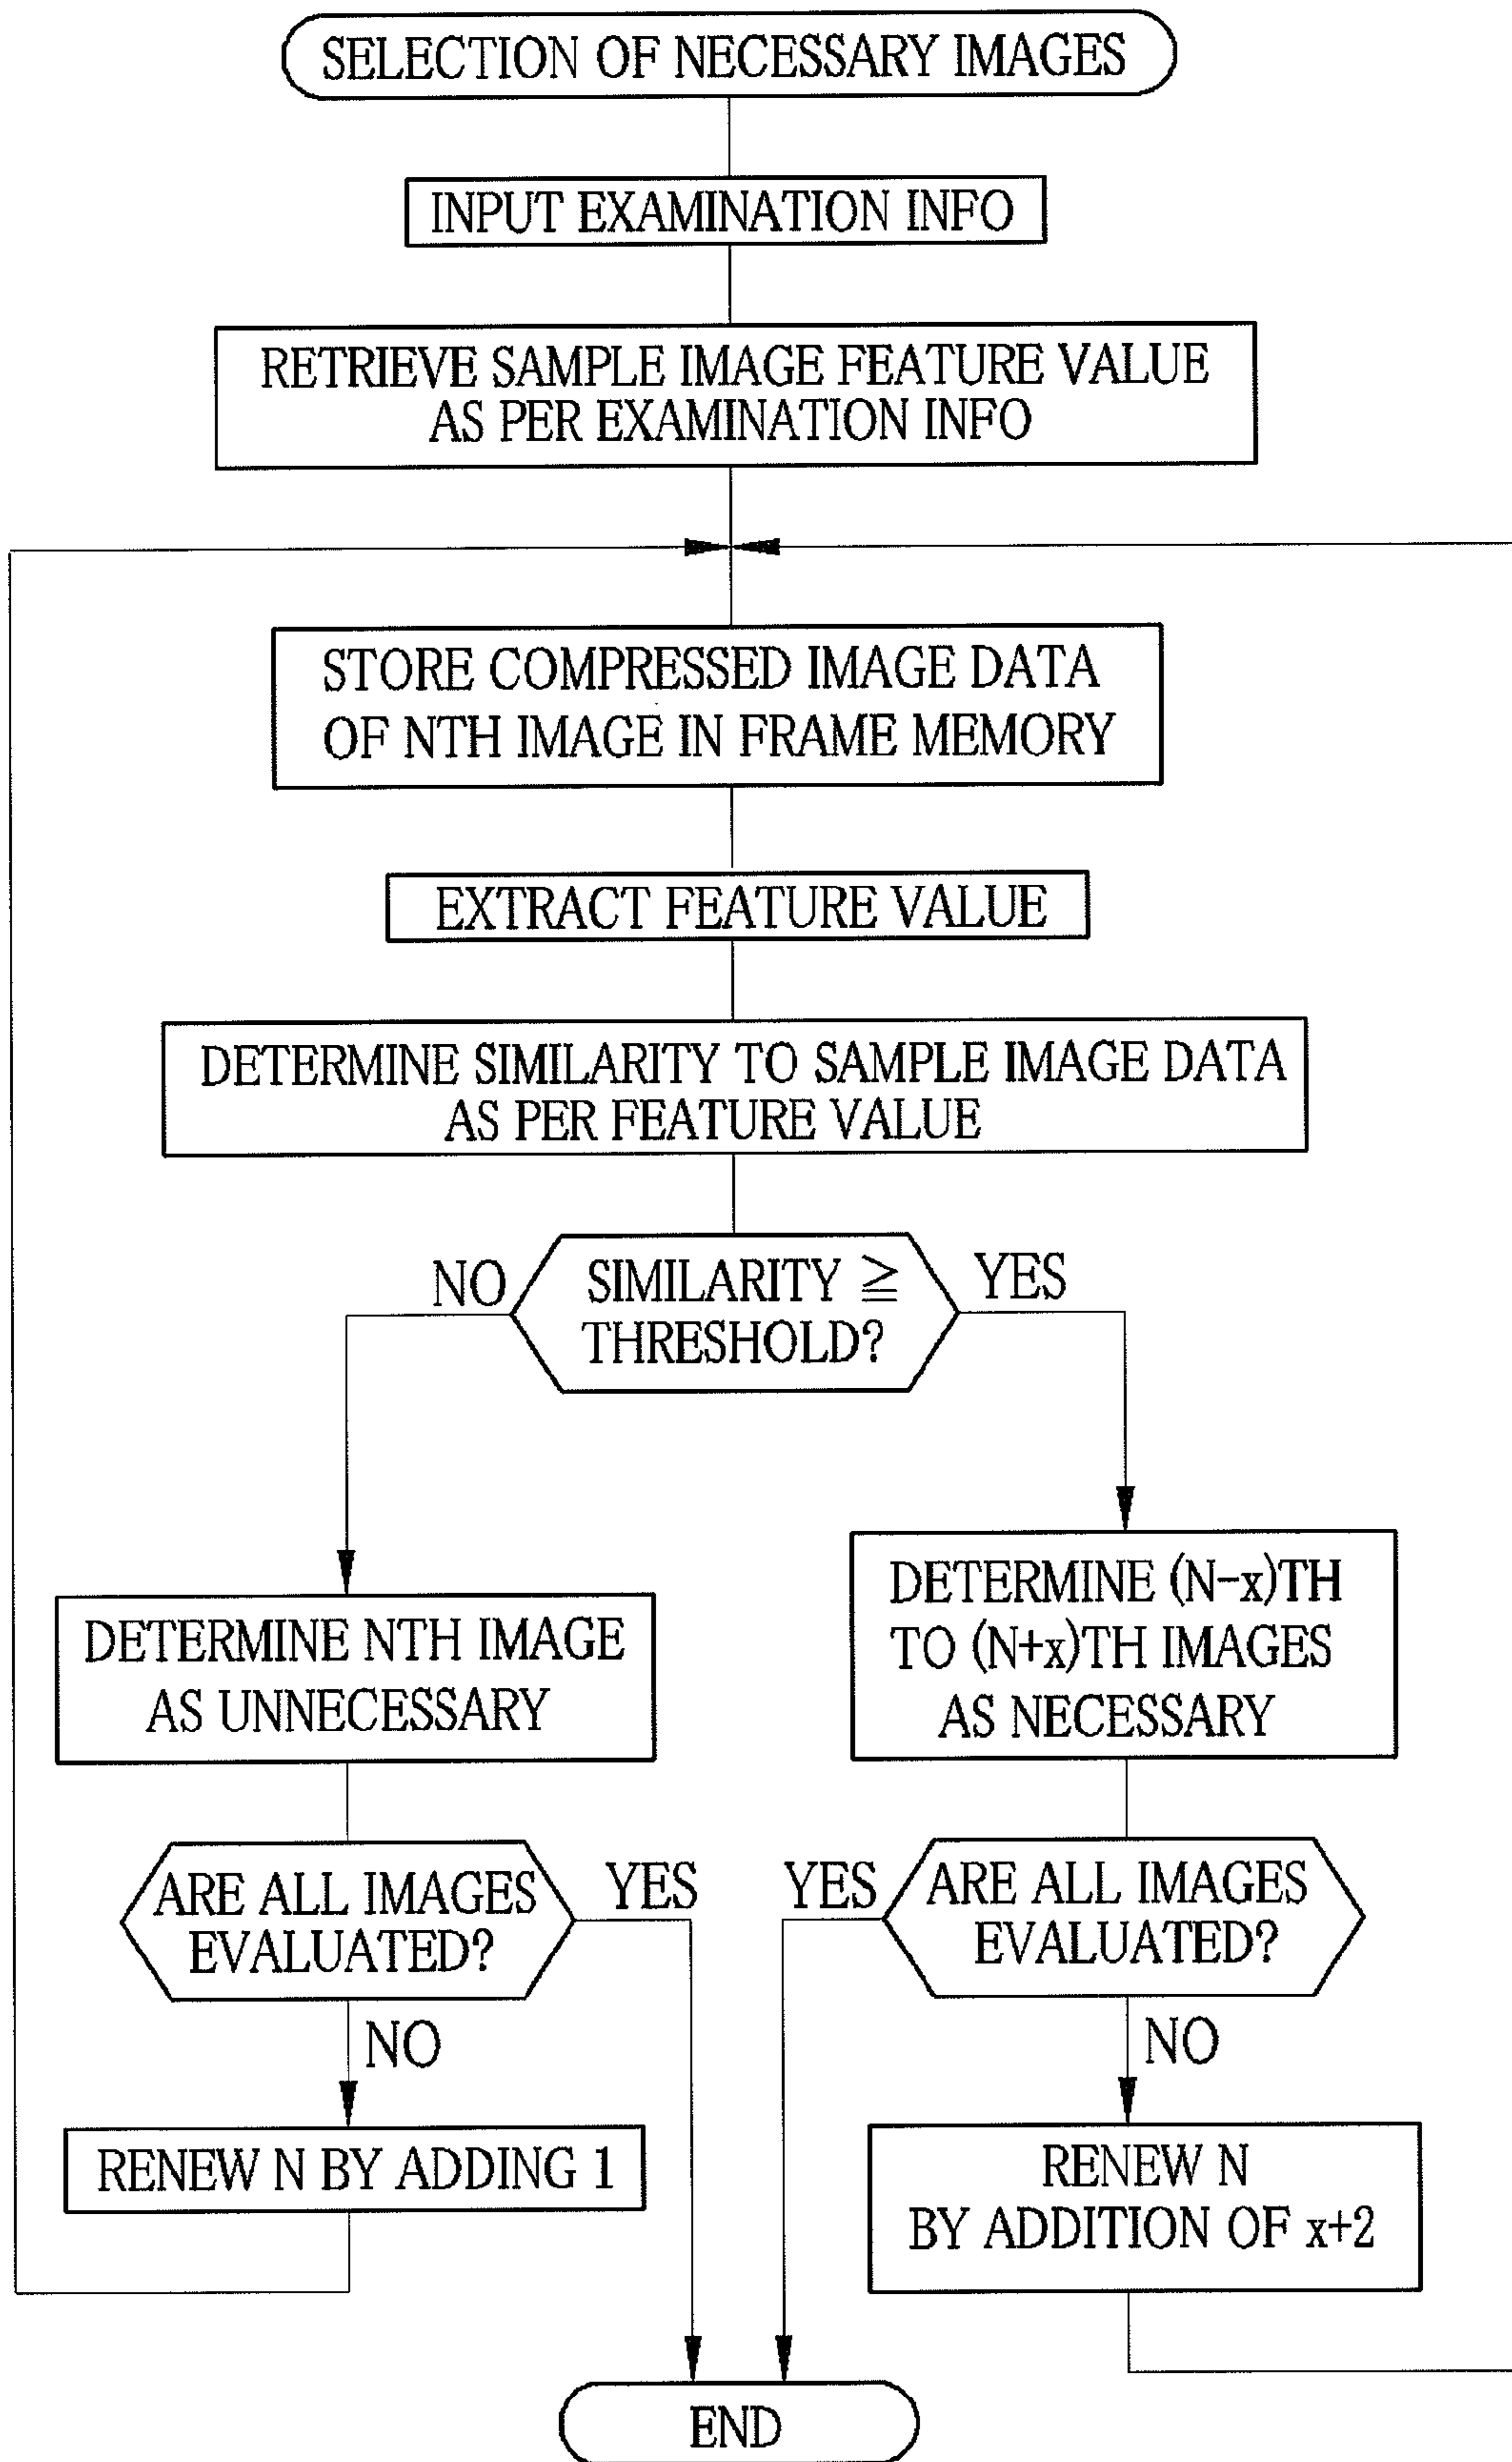 SELECTION OF NECESSARY IMAGES
INPUT EXAMINATION INFO
RETRIEVE SAMPLE IMAGE FEATURE VALUE
AS PER EXAMINATION INFO
STORE COMPRESSED IMAGE DATA
OF NTH IMAGE IN FRAME MEMORY
EXTRACT FEATURE VALUE
DETERMINE SIMILARITY TO SAMPLE IMAGE DATA
AS PER FEATURE VALUE
NO
SIMILARITY ≧
THRESHOLD?
YES
DETERMINE NTH IMAGE
AS UNNECESSARY
DETERMINE (N−x)TH
TO (N+x)TH IMAGES
AS NECESSARY
ARE ALL IMAGES
EVALUATED?
YES
YES
ARE ALL IMAGES
EVALUATED?
NO
NO
RENEW N BY ADDING 1
RENEW N
BY ADDITION OF x+2
END